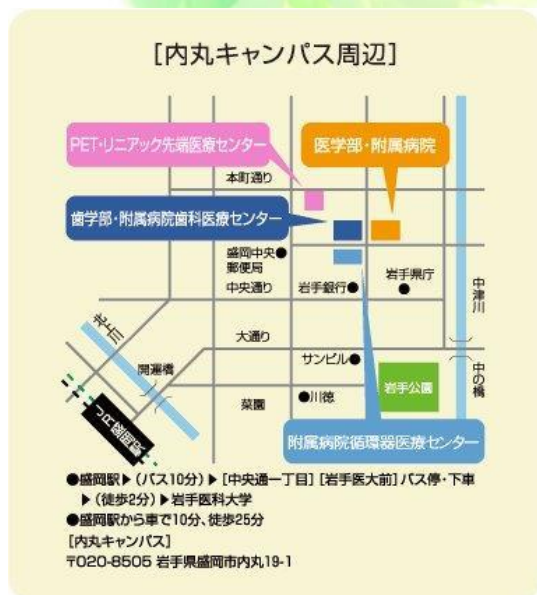 [内丸キャンパス周辺]
PET・リニアック先端医療センター
医学部・附属病院
本町通り
歯学部・附属病院歯科医療センター
盛岡中央
郵便局
岩手県庁
中央通り
岩手銀行
中津川
大通り
北上川
開運橋
サンビル
中の橋
岩手公園
菜園
川徳
JR盛岡駅
附属病院循環器医療センター
●盛岡駅▶(バス10分)▶[中央通一丁目][岩手医大前]バス停・下車
▶(徒歩2分)▶岩手医科大学
●盛岡駅から車で10分、徒歩25分
[内丸キャンパス]
〒020-8505 岩手県盛岡市内丸19-1